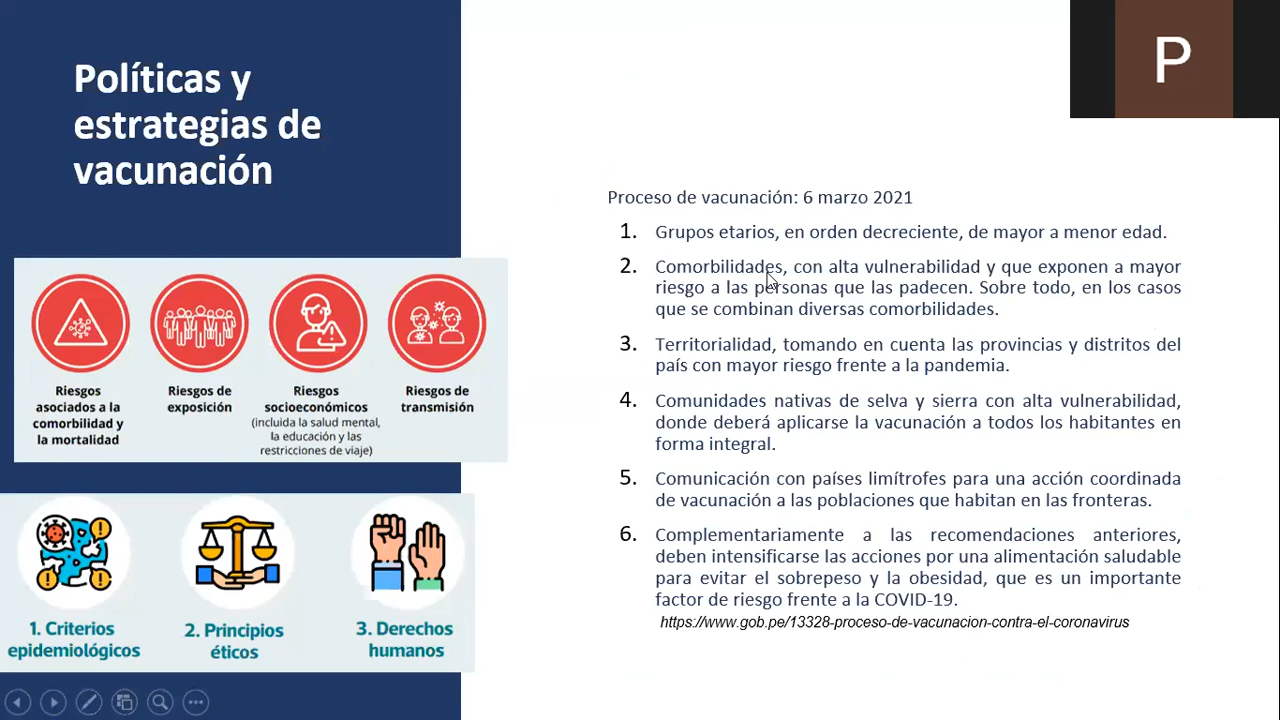 Políticas y
estrategias de
vacunación
Riesgos
asociados a la
comorbilidad y
la mortalidad
Riesgos de
exposición
Riesgos
socioeconómicos
(incluida la salud mental,
la educación y las
restricciones de viaje)
Riesgos de
transmisión
1. Criterios
epidemiológicos
2. Principios
éticos
3. Derechos
humanos
P
Proceso de vacunación: 6 marzo 2021
1. Grupos etarios, en orden decreciente, de mayor a menor edad.
2. Comorbilidades, con alta vulnerabilidad y que exponen a mayor
riesgo a las personas que las padecen. Sobre todo, en los casos
que se combinan diversas comorbilidades.
3. Territorialidad, tomando en cuenta las provincias y distritos del
país con mayor riesgo frente a la pandemia.
4. Comunidades nativas de selva y sierra con alta vulnerabilidad,
donde deberá aplicarse la vacunación a todos los habitantes en
forma integral.
5. Comunicación con países limítrofes para una acción coordinada
de vacunación a las poblaciones que habitan en las fronteras.
6. Complementariamente a las recomendaciones anteriores,
deben intensificarse las acciones por una alimentacion saludable
para evitar el sobrepeso y la obesidad, que es un importante
factor de riesgo frente a la COVID-19.
https://www.gob.pe/13328-proceso-de-vacunacion-contra-el-coronavirus